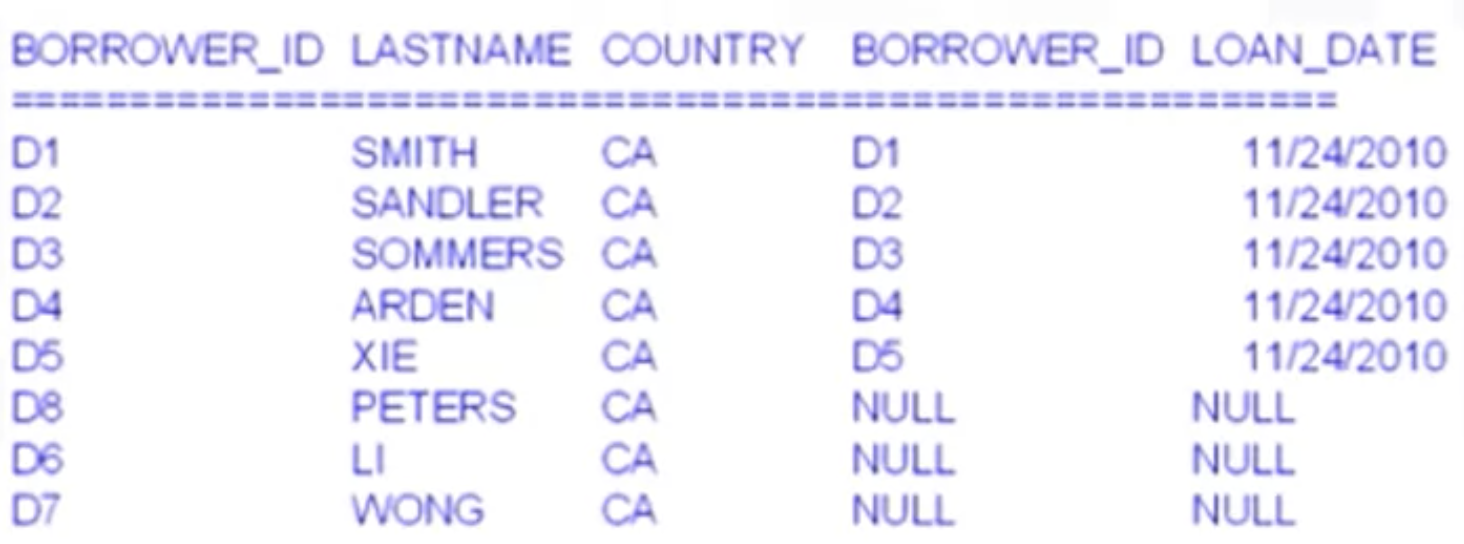 BORROWER_ID LASTNAME COUNTRY BORROWER_ID LOAN_DATE
=======================================================
D1 SMITH CA D1 11/24/2010
D2 SANDLER CA D2 11/24/2010
D3 SOMMERS CA D3 11/24/2010
D4 ARDEN CA D4 11/24/2010
D5 XIE CA D5 11/24/2010
D8 PETERS CA NULL NULL
D6 LI CA NULL NULL
D7 WONG CA NULL NULL